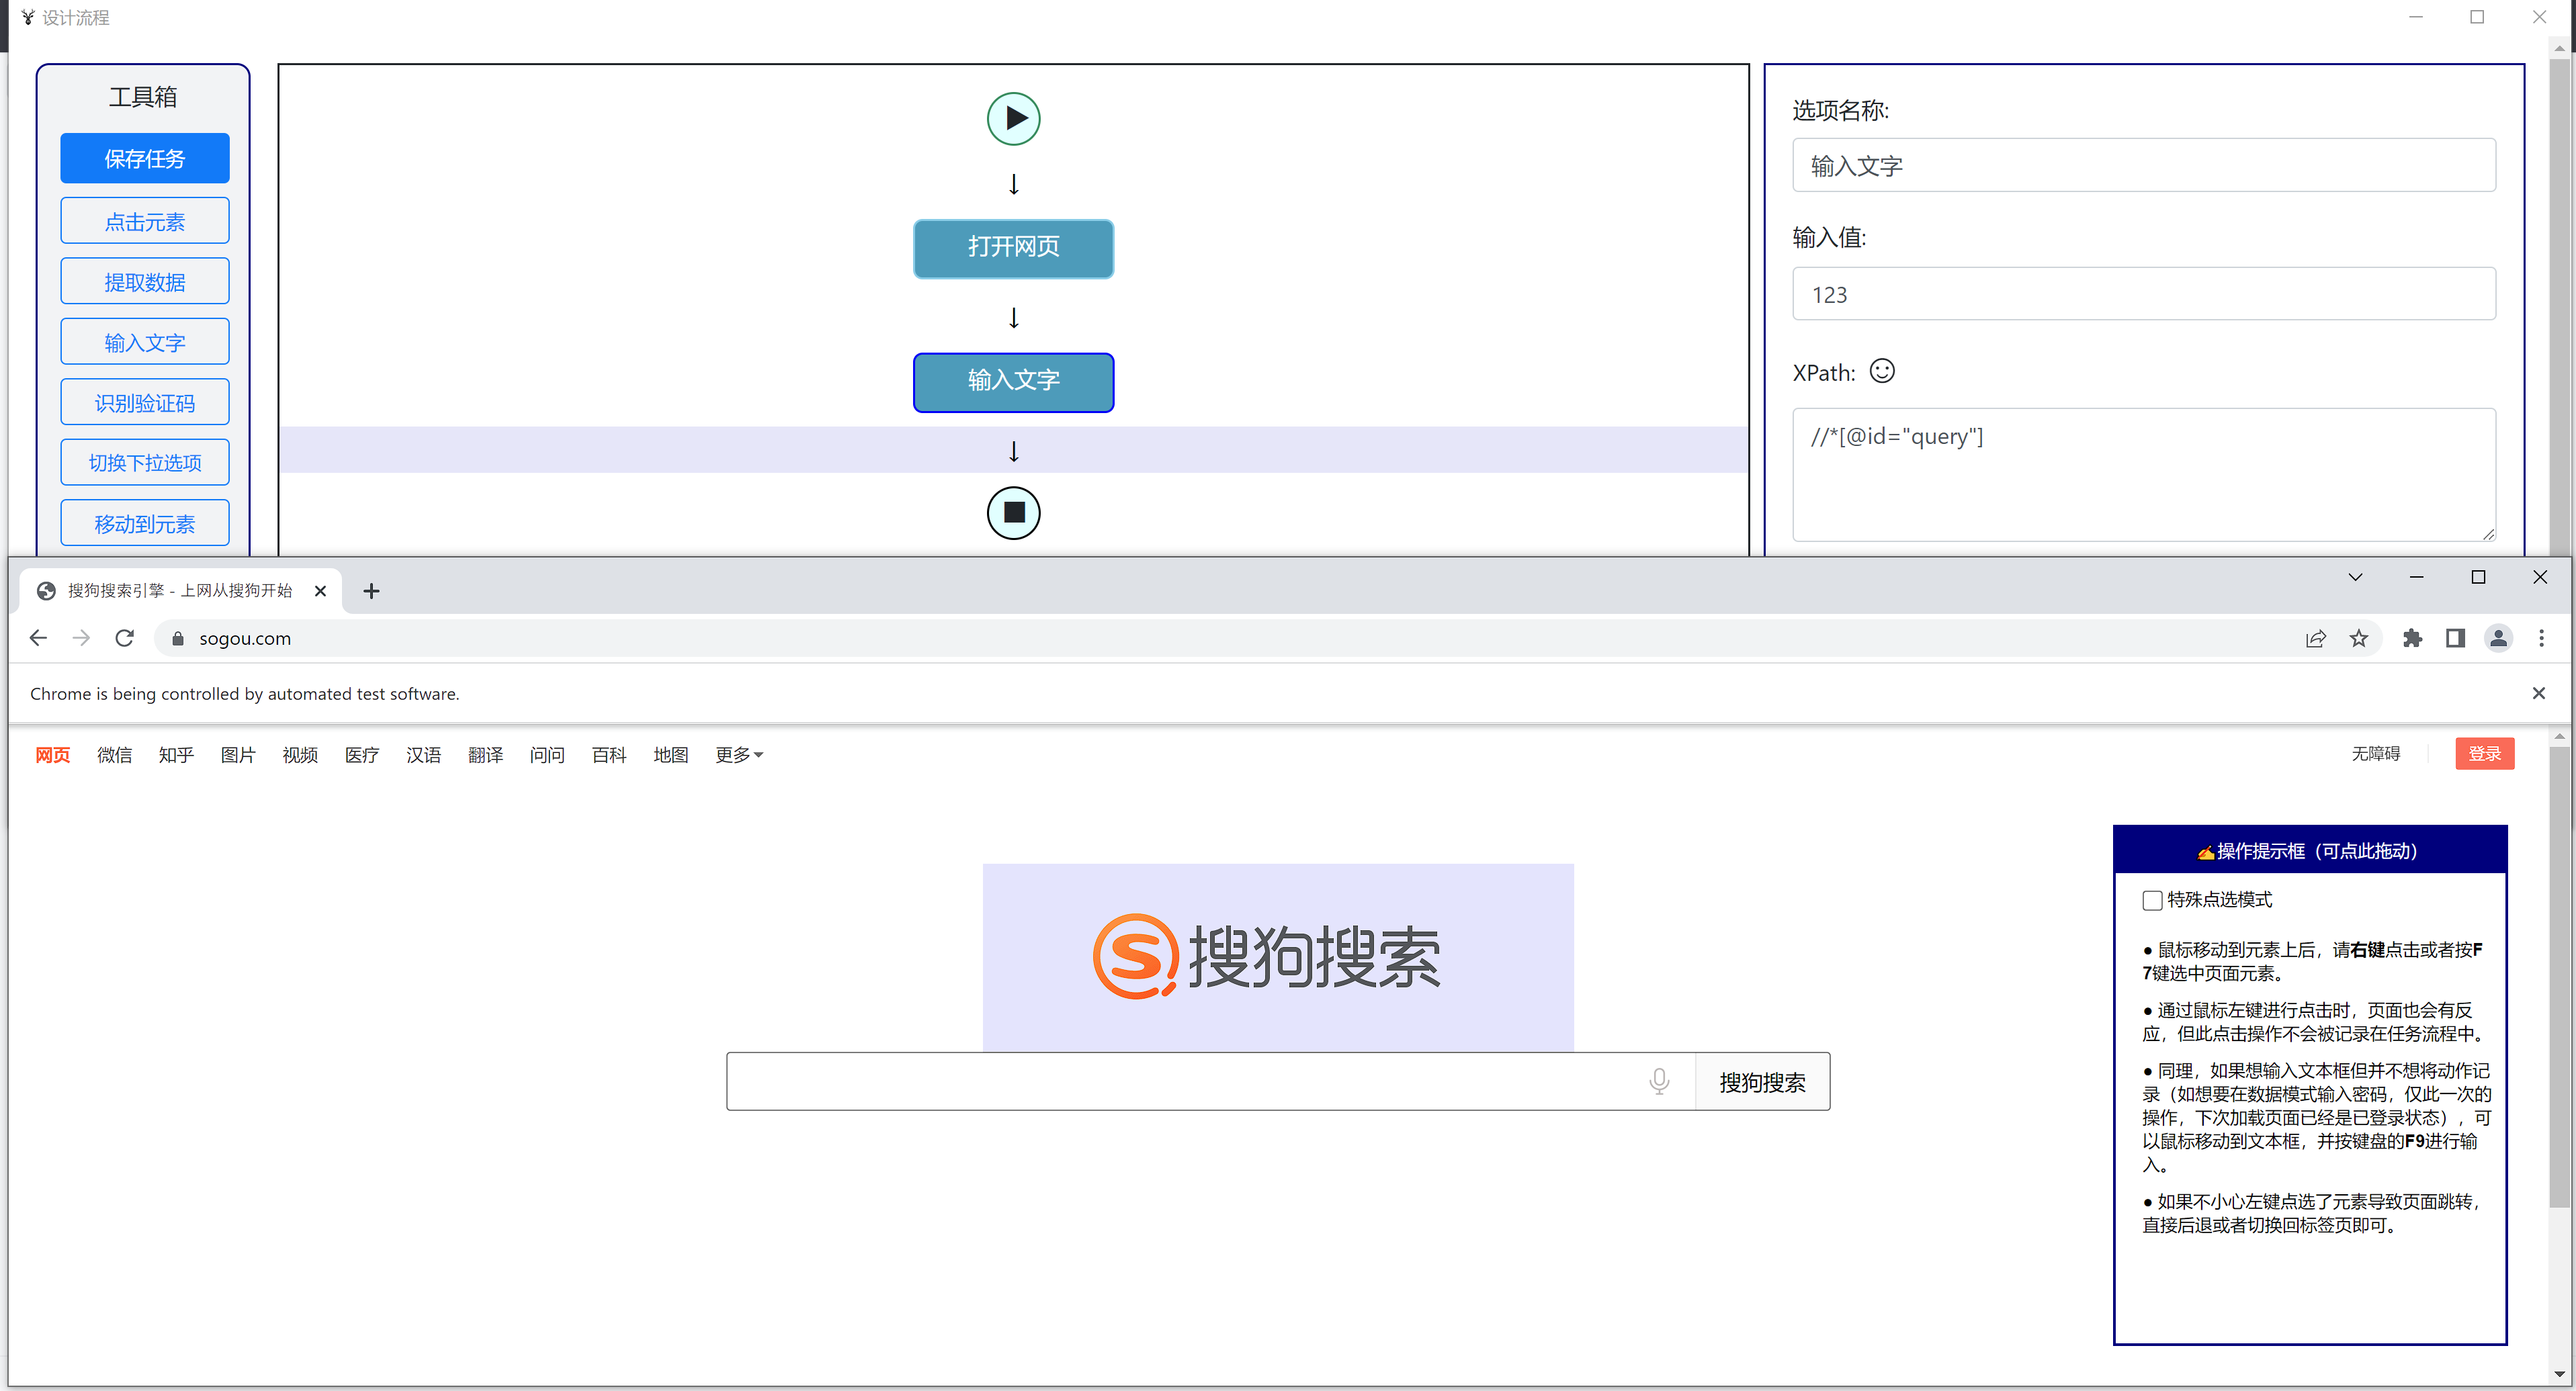 设计流程
工具箱
保存任务
点击元素
提取数据
输入文字
识别验证码
切换下拉选项
移动到元素
打开网页
输入文字
选项名称:
输入文字
输入值:
123
XPath:
//*[@id="query"]
搜狗搜索引擎 - 上网从搜狗开始
sogou.com
Chrome is being controlled by automated test software.
网页 微信 知乎 图片 视频 医疗 汉语 翻译 问问 百科 地图 更多
无障碍
登录
搜狗搜索
搜狗搜索
✍操作提示框（可点此拖动）
特殊点选模式
● 鼠标移动到元素上后，请右键点击或者按F
7键选中页面元素。
● 通过鼠标左键进行点击时，页面也会有反
应，但此点击操作不会被记录在任务流程中。
● 同理，如果想输入文本框但并不想将动作记
录（如想要在数据模式输入密码，仅此一次的
操作，下次加载页面已经是已登录状态），可
以鼠标移动到文本框，并按键盘的F9进行输
入。
● 如果不小心左键点选了元素导致页面跳转，
直接后退或者切换回标签页即可。